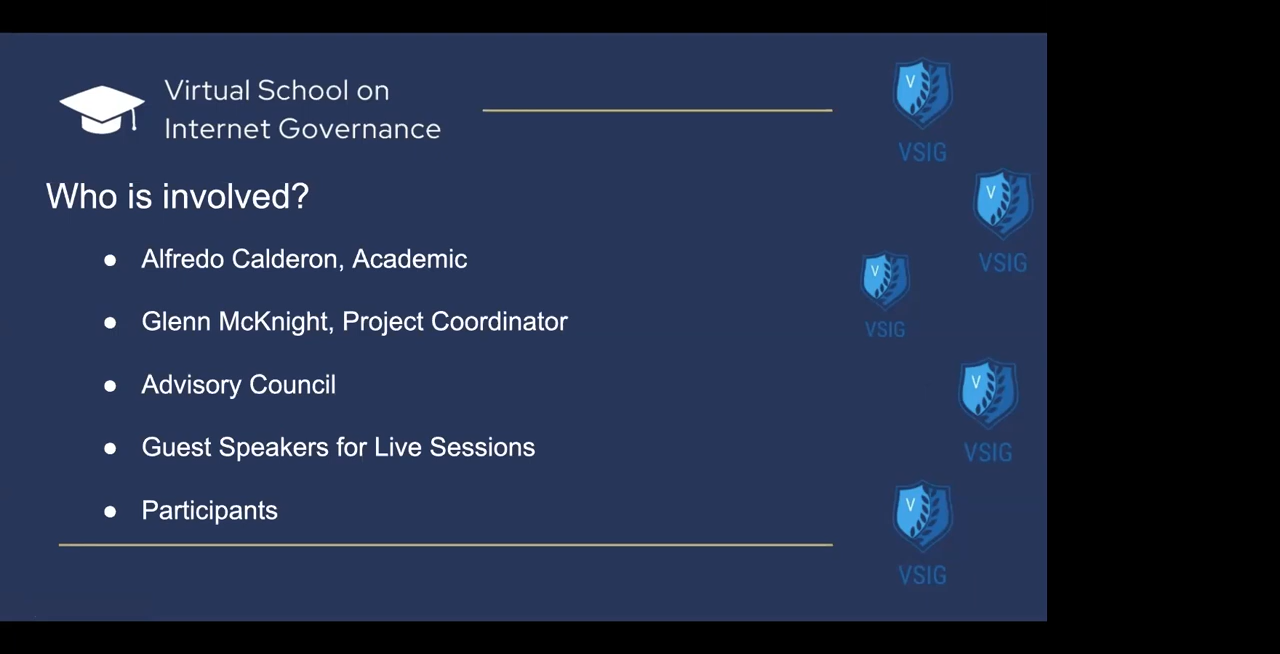 Virtual School on
Internet Governance
Who is involved?
● Alfredo Calderon, Academic
● Glenn McKnight, Project Coordinator
● Advisory Council
● Guest Speakers for Live Sessions
● Participants
V
VSIG
V
VSIG
V
VSIG
V
VSIG
V
VSIG